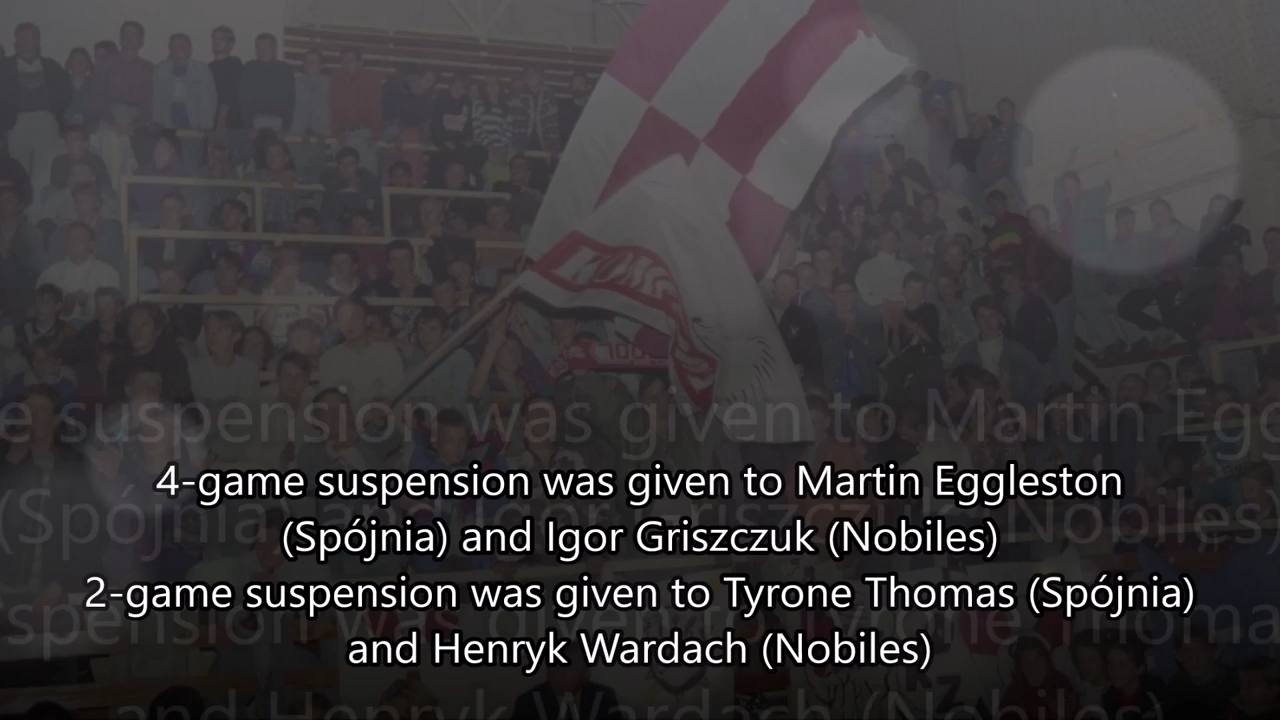 4-game suspension was given to Martin Eggleston
(Spójnia) and Igor Griszczuk (Nobiles)
2-game suspension was given to Tyrone Thomas (Spójnia)
and Henryk Wardach (Nobiles)